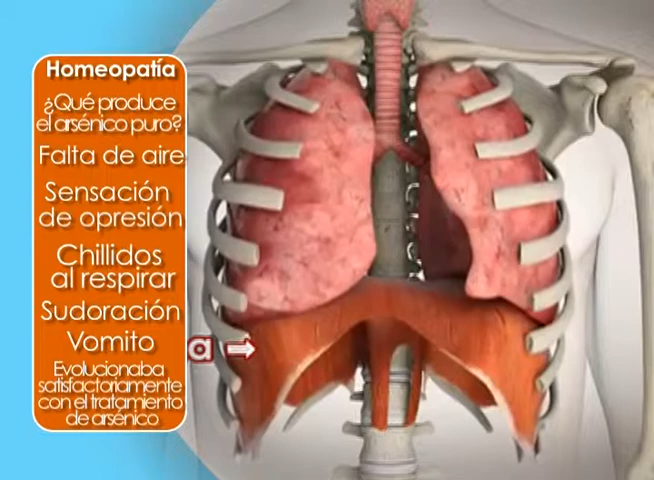 Homeopatía
¿Qué produce
el arsénico puro?
Falta de aire
Sensación
de opresión
Chillidos
al respirar
Sudoración
Vomito
a
Evolucionaba
satisfactoriamente
con el tratamiento
de arsénico